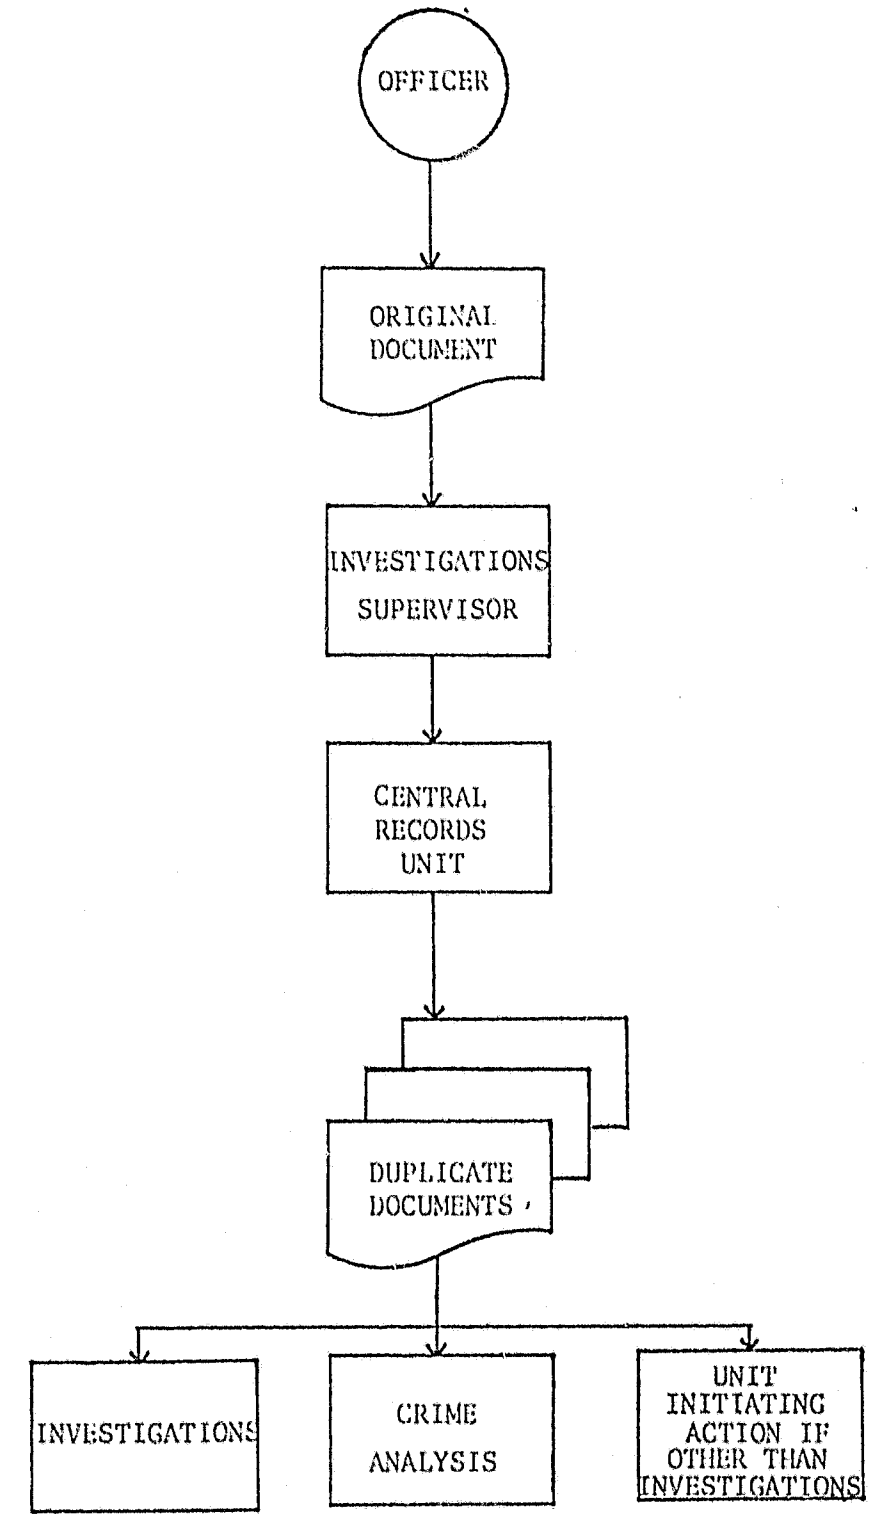 OFFICER
ORIGINAL
DOCUMENT
INVESTIGATIONS
SUPERVISOR
CENTRAL
RECORDS
UNIT
DUPLICATE
DOCUMENTS
INVESTIGATIONS
CRIME
ANALYSIS
UNIT
INITIATING
ACTION IF
OTHER THAN
INVESTIGATIONS